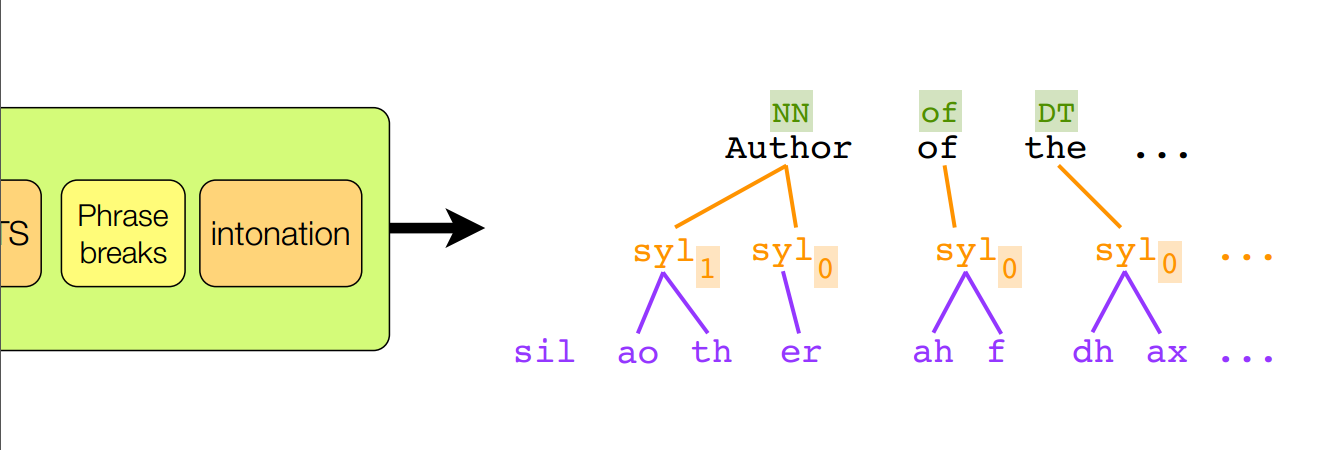 NN of DT
Author of the ...
TS
Phrase
breaks
intonation
syl1 syl0 syl0 syl0 ...
sil ao th er ah f dh ax ...